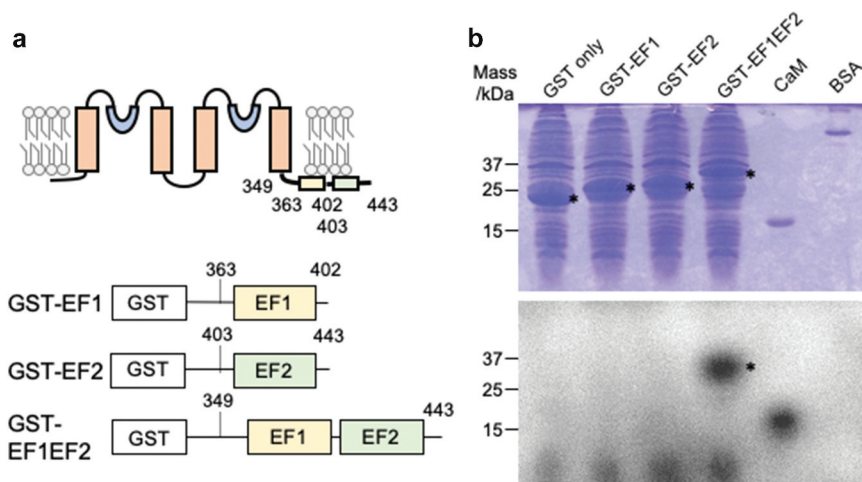 a
349
363 402 443
403
363 402
GST-EF1 GST EF1
403 443
GST-EF2 GST EF2
349 443
GST-
EF1EF2 GST EF1 EF2
b
Mass
/kDa
GST only
GST-EF1
GST-EF2
GST-EF1EF2
CaM
BSA
37
25
15
*
*
*
*
37
25
15
*